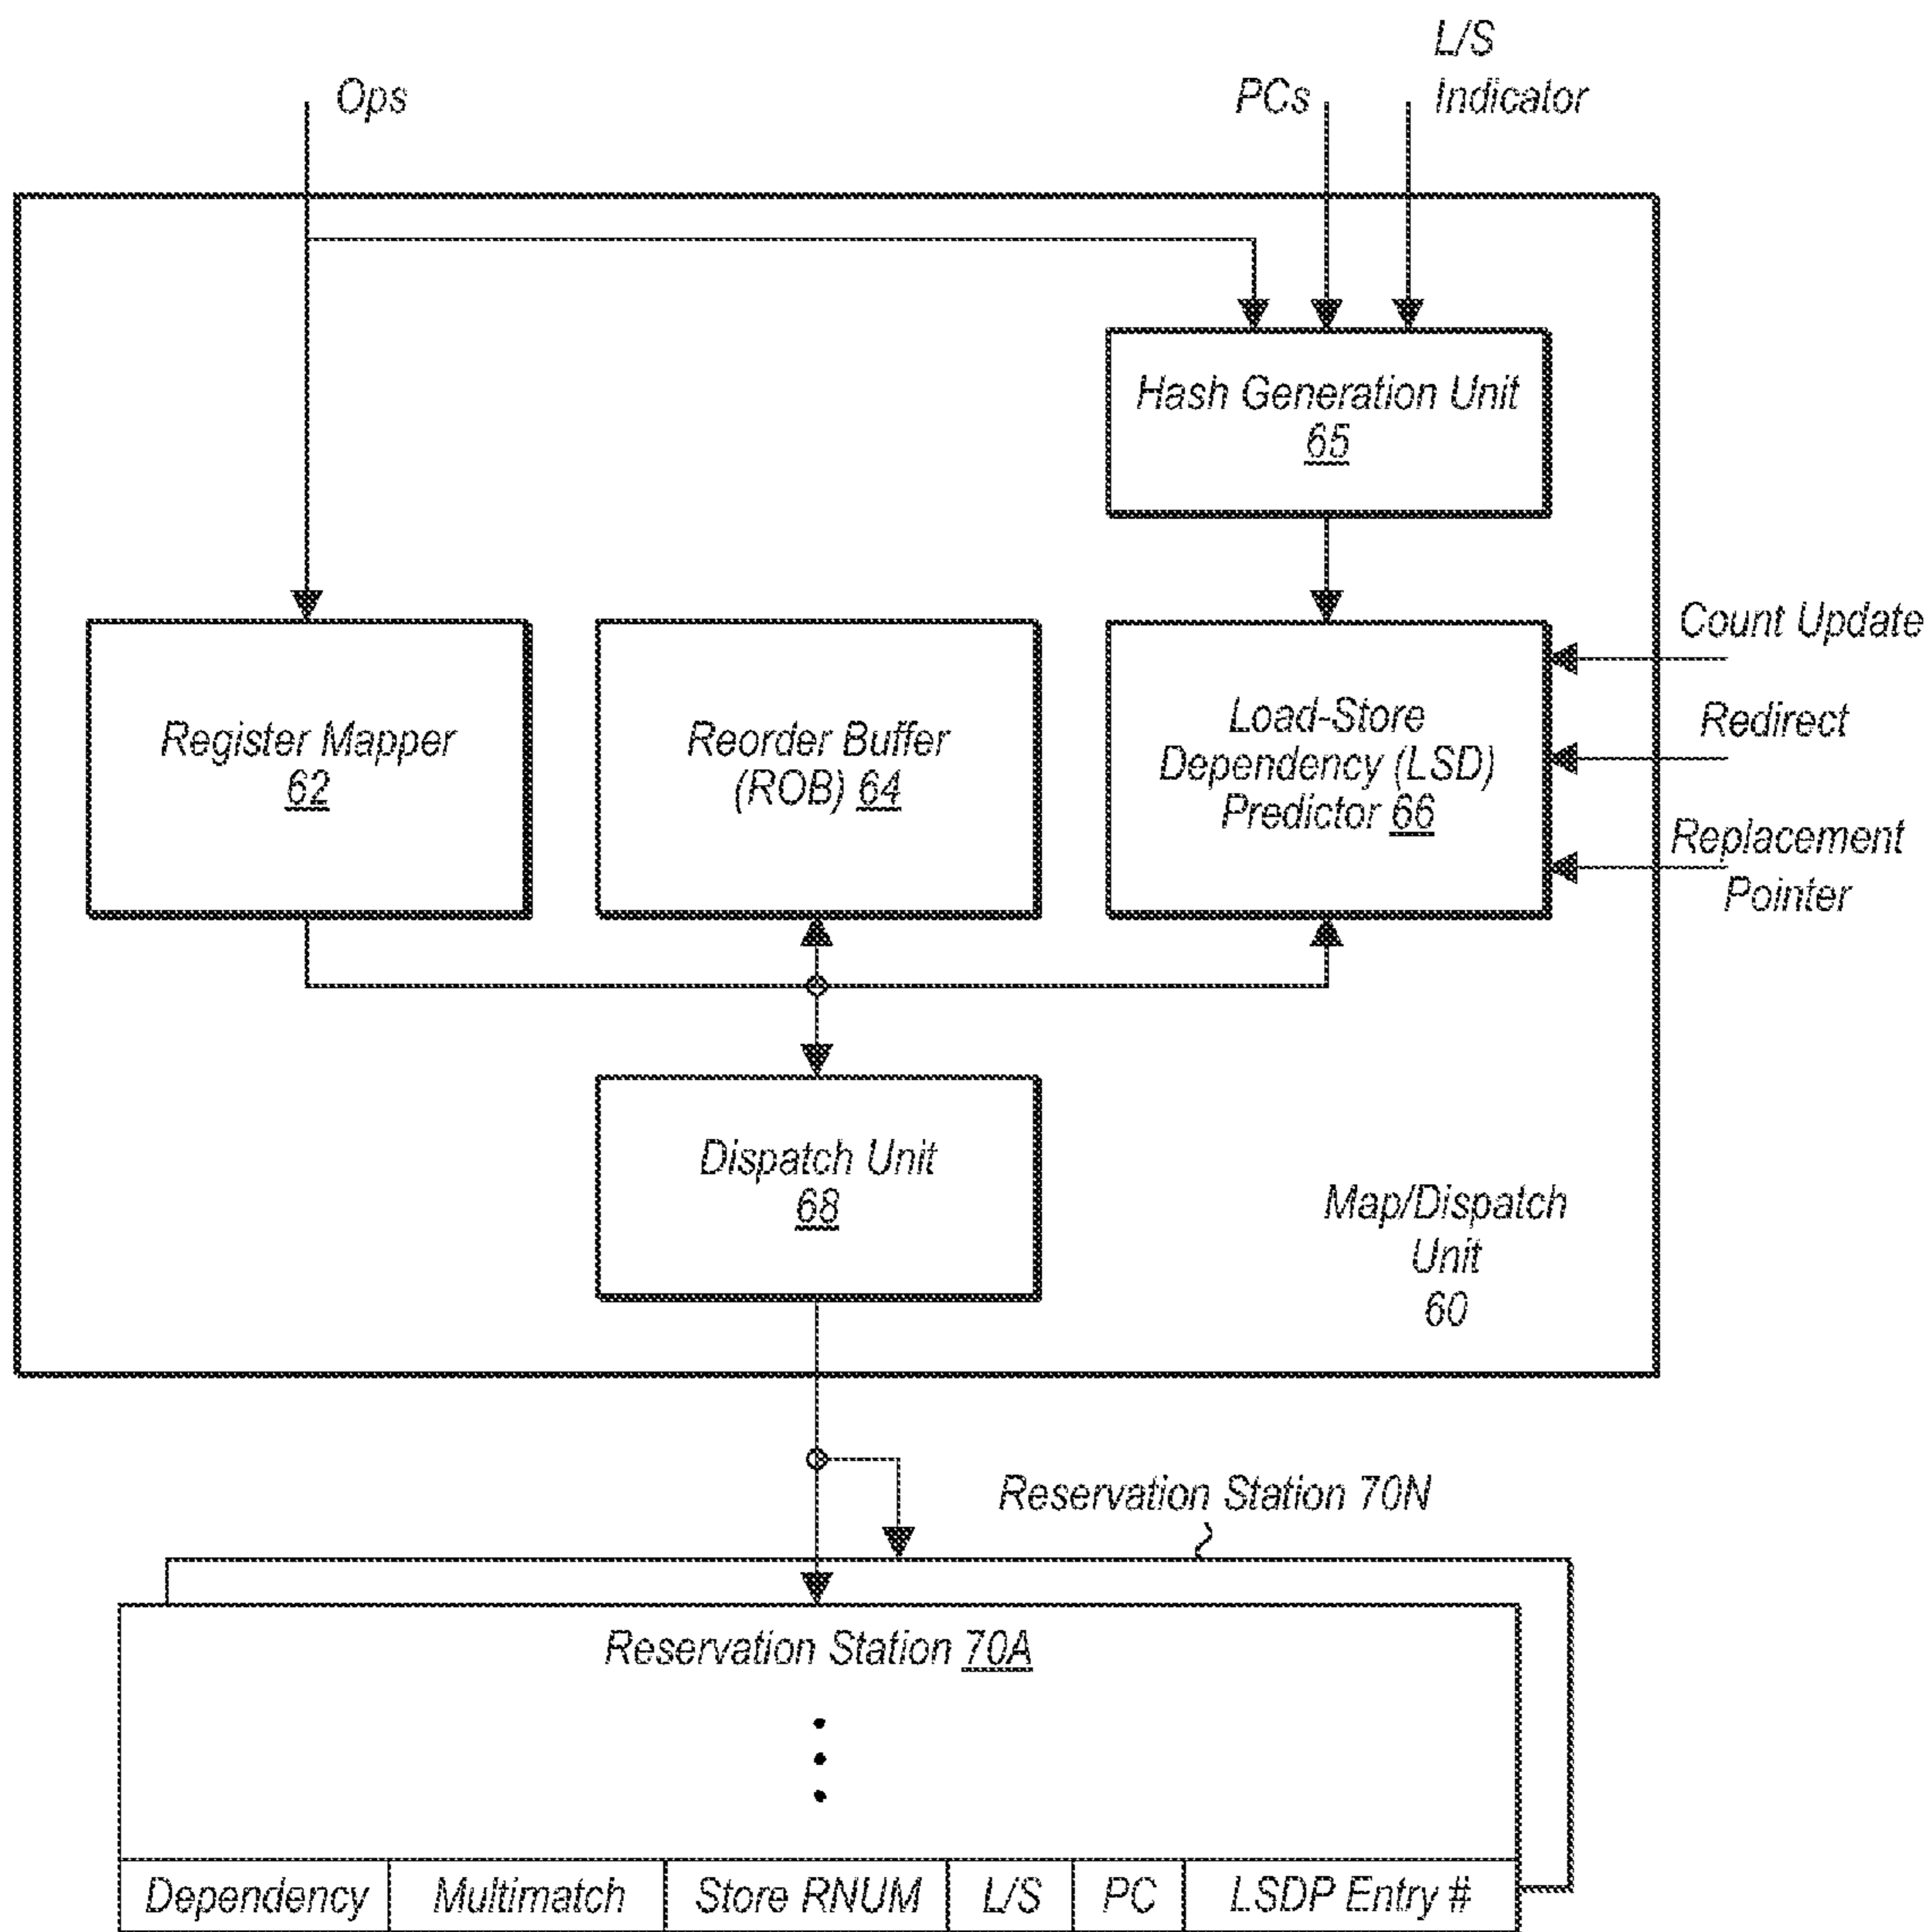 L/S
Ops
PCs
Indicator
Hash Generation Unit
65
Count Update
Register Mapper
62
Reorder Buffer
(ROB) 64
Load-Store
Dependency (LSD)
Predictor 66
Redirect
Replacement
Pointer
Dispatch Unit
68
Map/Dispatch
Unit
60
Reservation Station 70N
Reservation Station 70A
Dependency
Multimatch
Store RNUM
L/S
PC
LSDP Entry #